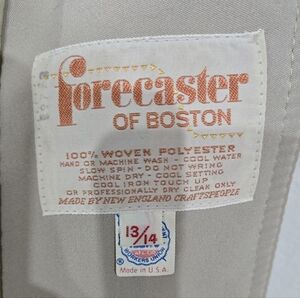 forecaster
OF BOSTON
100% WOVEN POLYESTER
HAND OR MACHINE WASH - COOL WATER
SLOW SPIN - DO NOT WRING
MACHINE DRY - COOL SETTING
COOL IRON TOUCH UP
OR PROFESSIONALLY DRY CLEAN ONLY
MADE BY NEW ENGLAND CRAFTSPEOPLE
13/14
WORKERS UNION
Made in U.S.A.